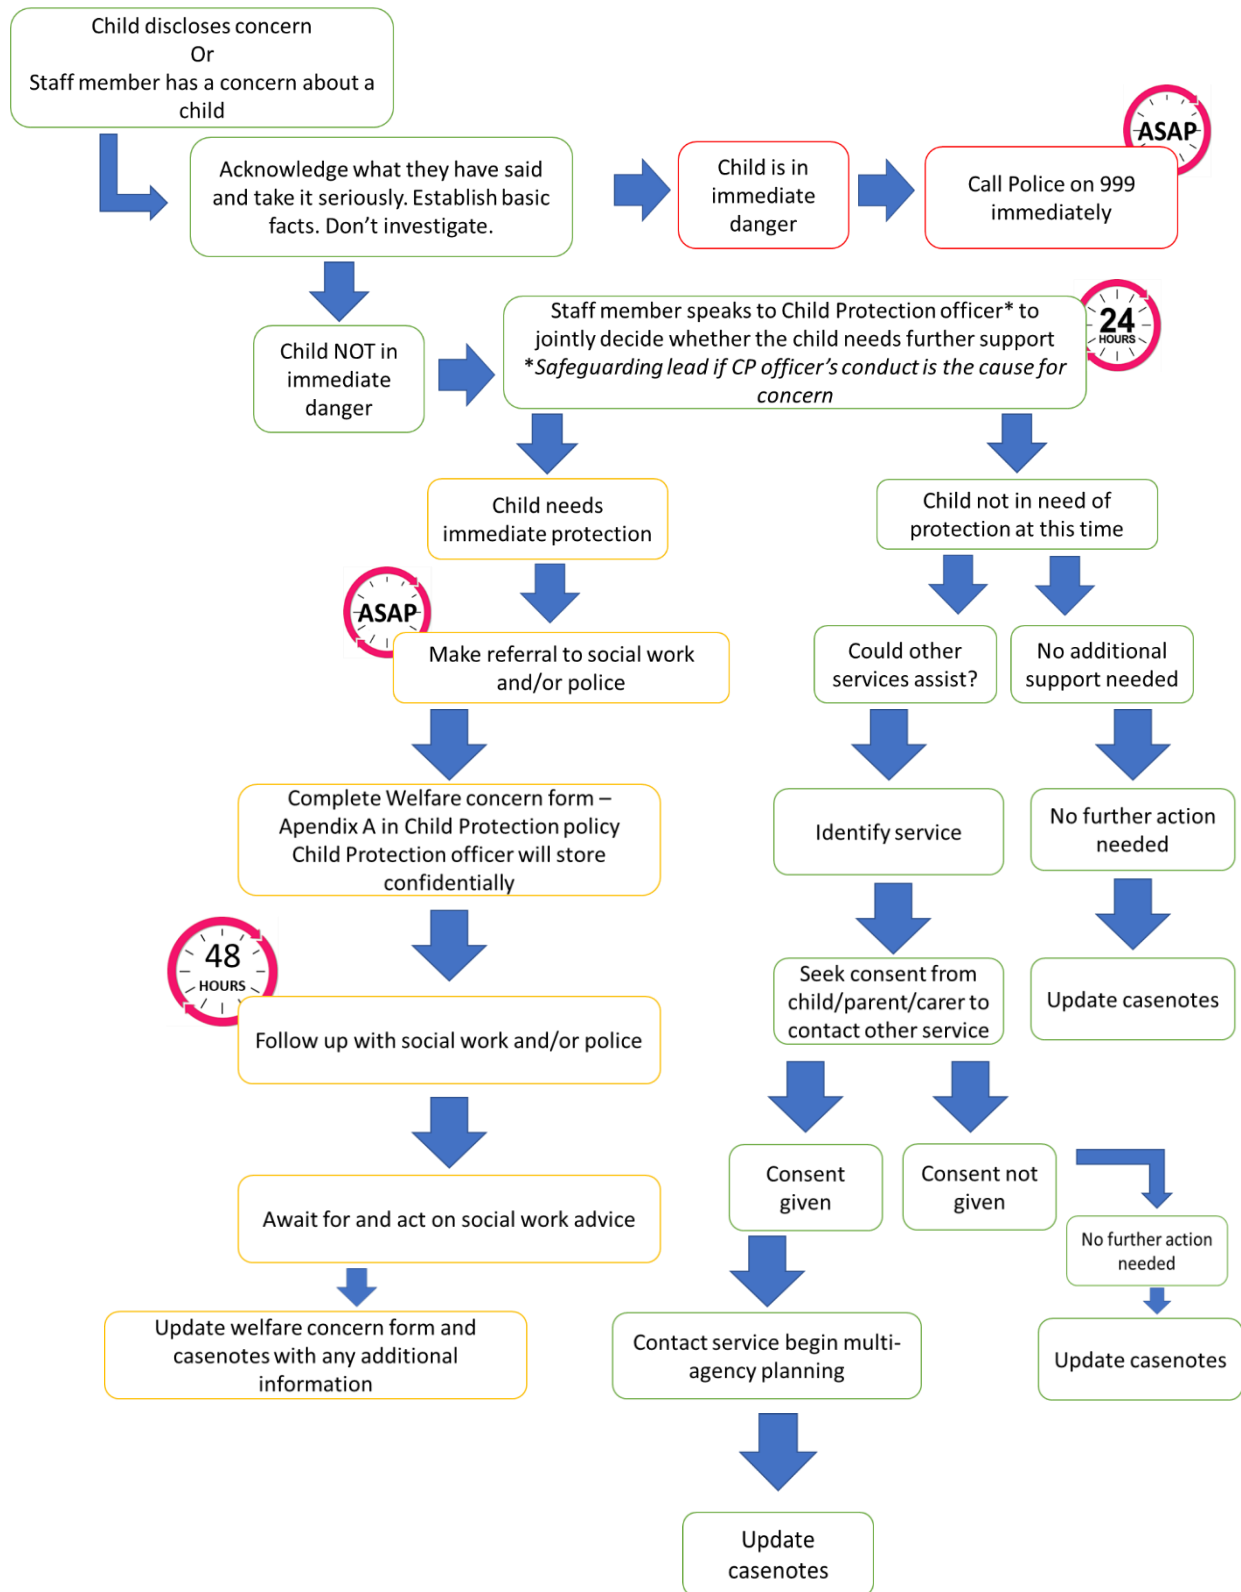 Child discloses concern
Or
Staff member has a concern about a
child
Acknowledge what they have said
and take it seriously. Establish basic
facts. Don’t investigate.
Child is in
immediate
danger
ASAP
Call Police on 999
immediately
Child NOT in
immediate
danger
Staff member speaks to Child Protection officer* to
jointly decide whether the child needs further support
*Safeguarding lead if CP officer’s conduct is the cause for
concern
24
HOURS
Child needs
immediate protection
Child not in need of
protection at this time
ASAP
Make referral to social work
and/or police
Could other
services assist?
No additional
support needed
Complete Welfare concern form –
Apendix A in Child Protection policy
Child Protection officer will store
confidentially
Identify service
No further action
needed
48
HOURS
Follow up with social work and/or police
Seek consent from
child/parent/carer to
contact other service
Update casenotes
Await for and act on social work advice
Consent
given
Consent not
given
No further action
needed
Update welfare concern form and
casenotes with any additional
information
Contact service begin multi-
agency planning
Update casenotes
Update
casenotes